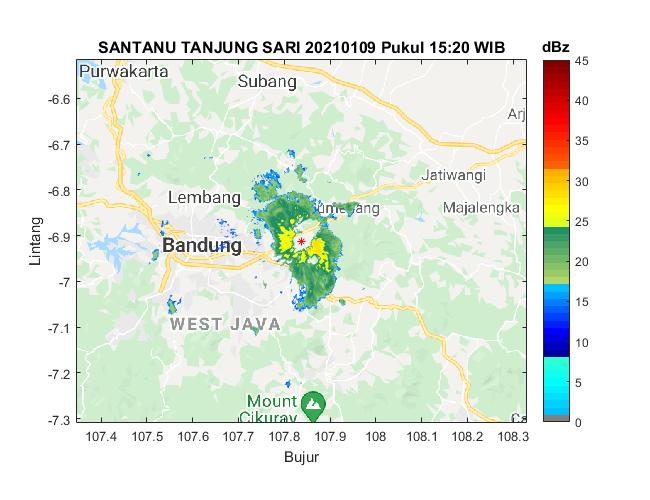 SANTANU TANJUNG SARI 20210109 Pukul 15:20 WIB
dBz
Purwakarta
Subang
Arj
Jatiwangi
Lembang
Majalengka
Bandung
WEST JAVA
Mount
Cikuray
-6.6
-6.7
-6.8
-6.9
-7
-7.1
-7.2
-7.3
Lintang
107.4 107.5 107.6 107.7 107.8 107.9 108 108.1 108.2 108.3
Bujur
45
40
35
30
25
20
15
10
5
0